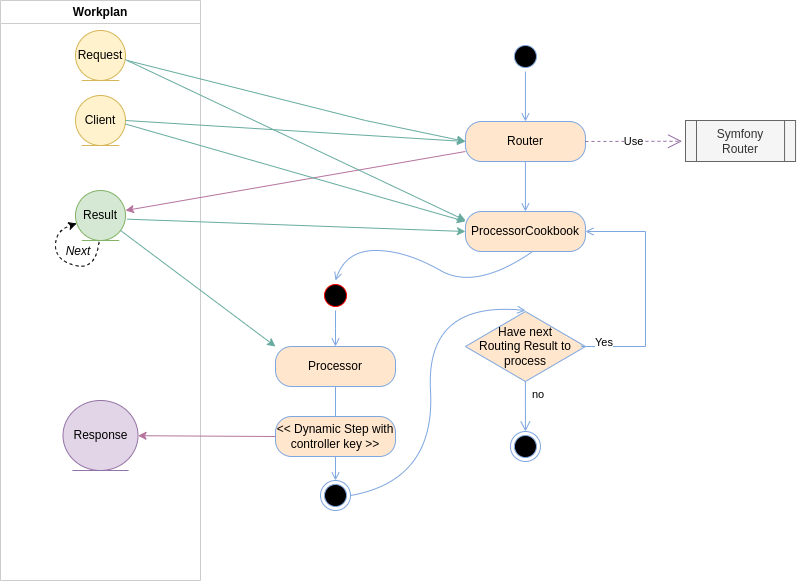 Workplan
Request
Client
Router
Use
Symfony
Router
Result
Next
ProcessorCookbook
Have next
Routing Result to
process
Yes
no
Processor
<< Dynamic Step with
controller key >>
Response